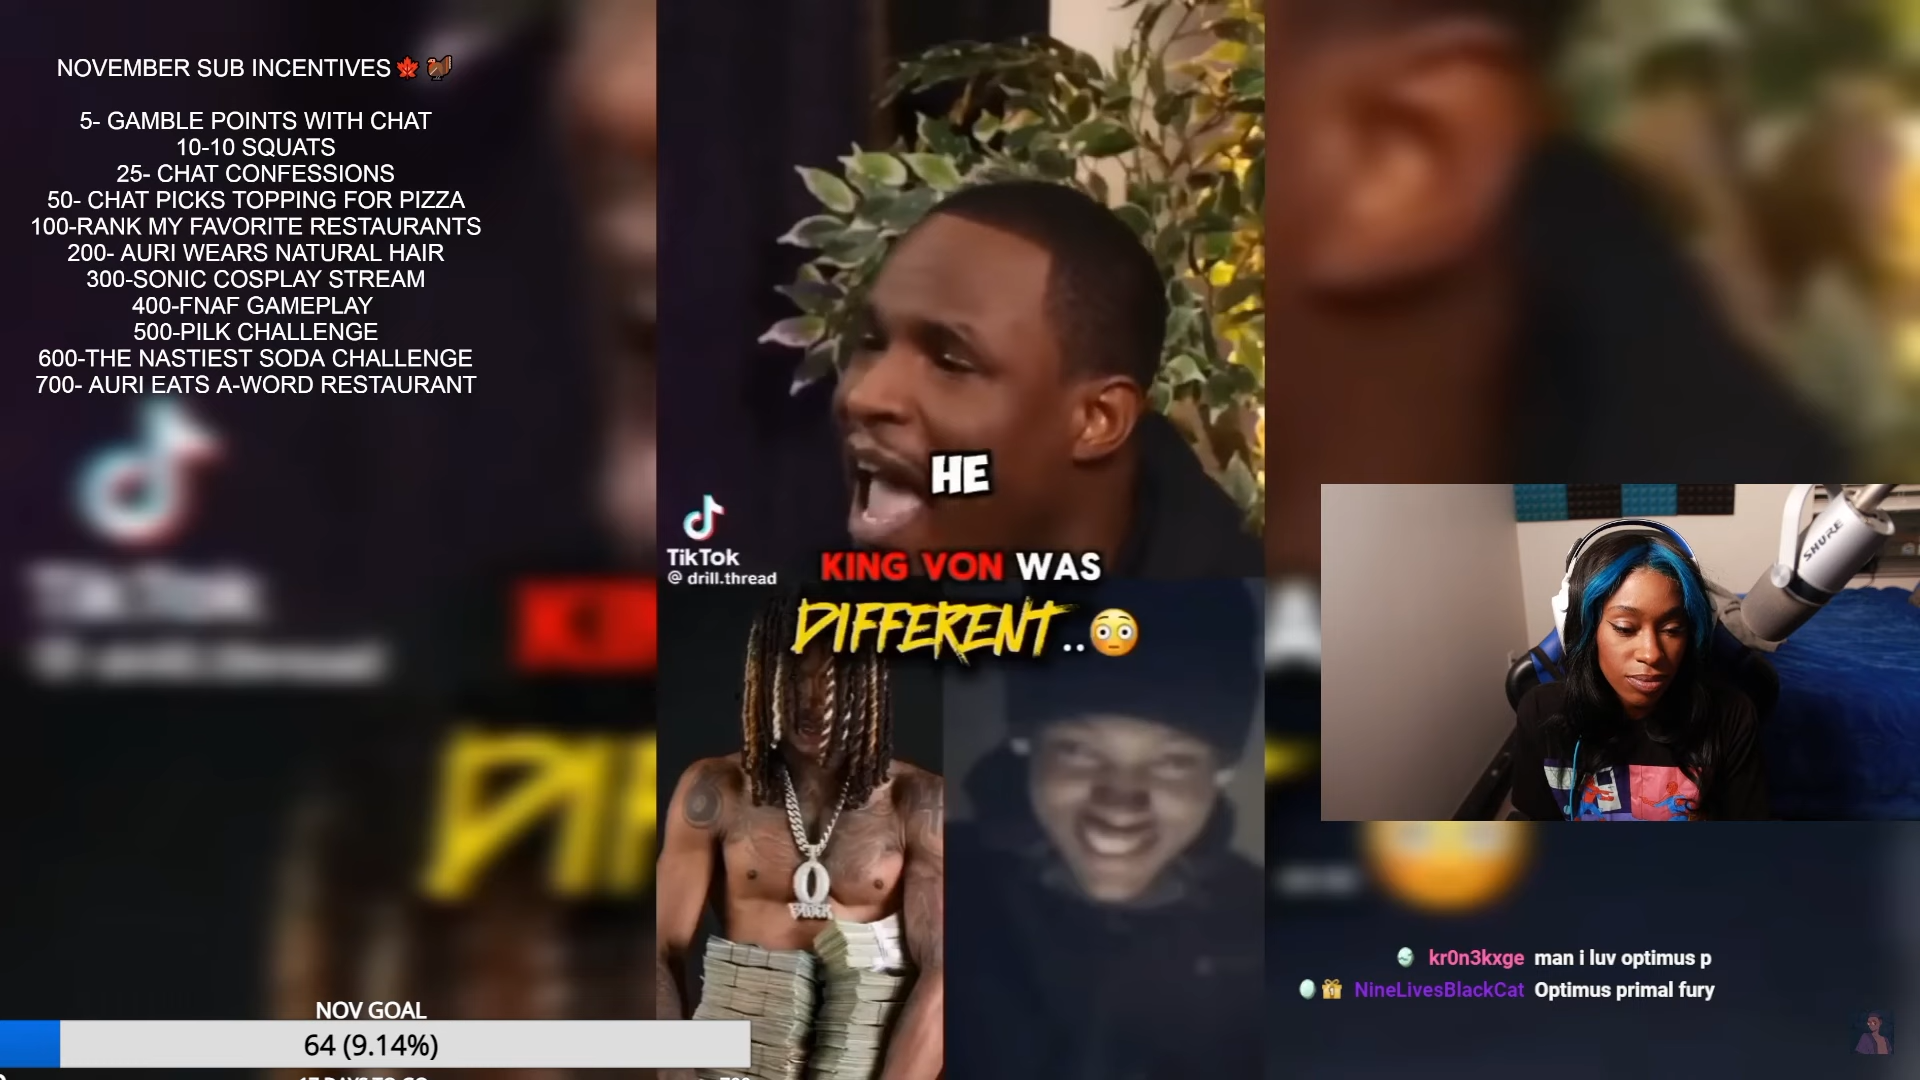 NOVEMBER SUB INCENTIVES🍁🦃
5- GAMBLE POINTS WITH CHAT
10-10 SQUATS
25- CHAT CONFESSIONS
50- CHAT PICKS TOPPING FOR PIZZA
100-RANK MY FAVORITE RESTAURANTS
200- AURI WEARS NATURAL HAIR
300-SONIC COSPLAY STREAM
400-FNAF GAMEPLAY
500-PILK CHALLENGE
600-THE NASTIEST SODA CHALLENGE
700- AURI EATS A-WORD RESTAURANT
HE
TikTok
@ drill.thread
KING VON WAS
DIFFERENT ..😳
SHURE
kr0n3kxge man i luv optimus p
NineLivesBlackCat Optimus primal fury
NOV GOAL
64 (9.14%)